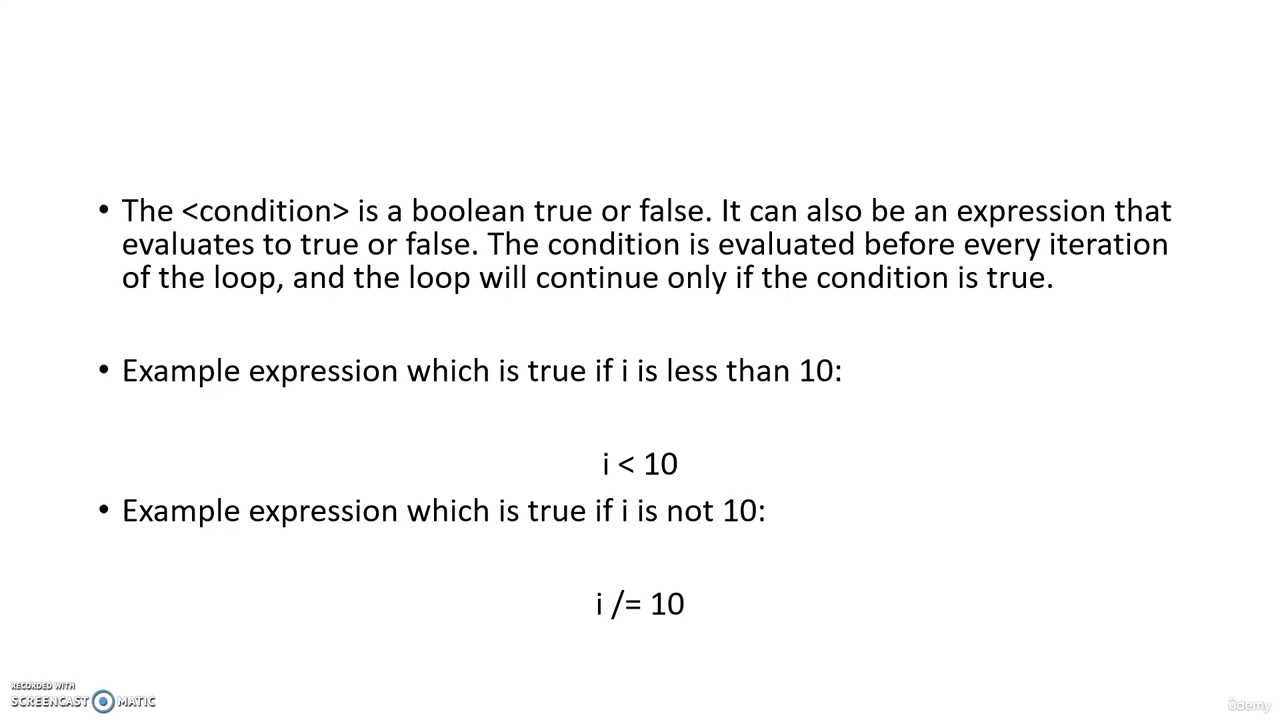 • The <condition> is a boolean true or false. It can also be an expression that
evaluates to true or false. The condition is evaluated before every iteration
of the loop, and the loop will continue only if the condition is true.
• Example expression which is true if i is less than 10:
i < 10
• Example expression which is true if i is not 10:
i /= 10
RECORDED WITH
SCREENCAST MATIC
ûdemy